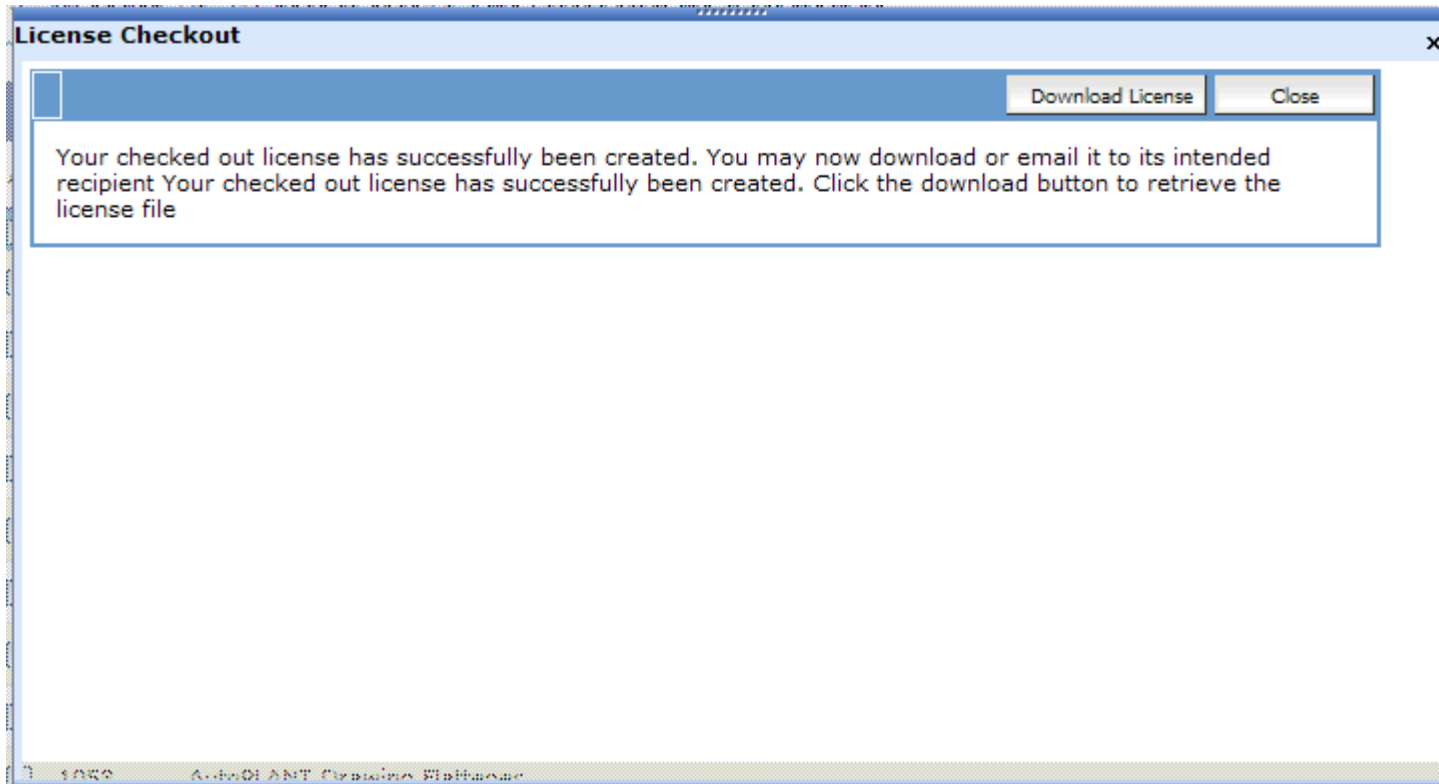 License Checkout
x
Download License
Close
Your checked out license has successfully been created. You may now download or email it to its intended
recipient Your checked out license has successfully been created. Click the download button to retrieve the
license file